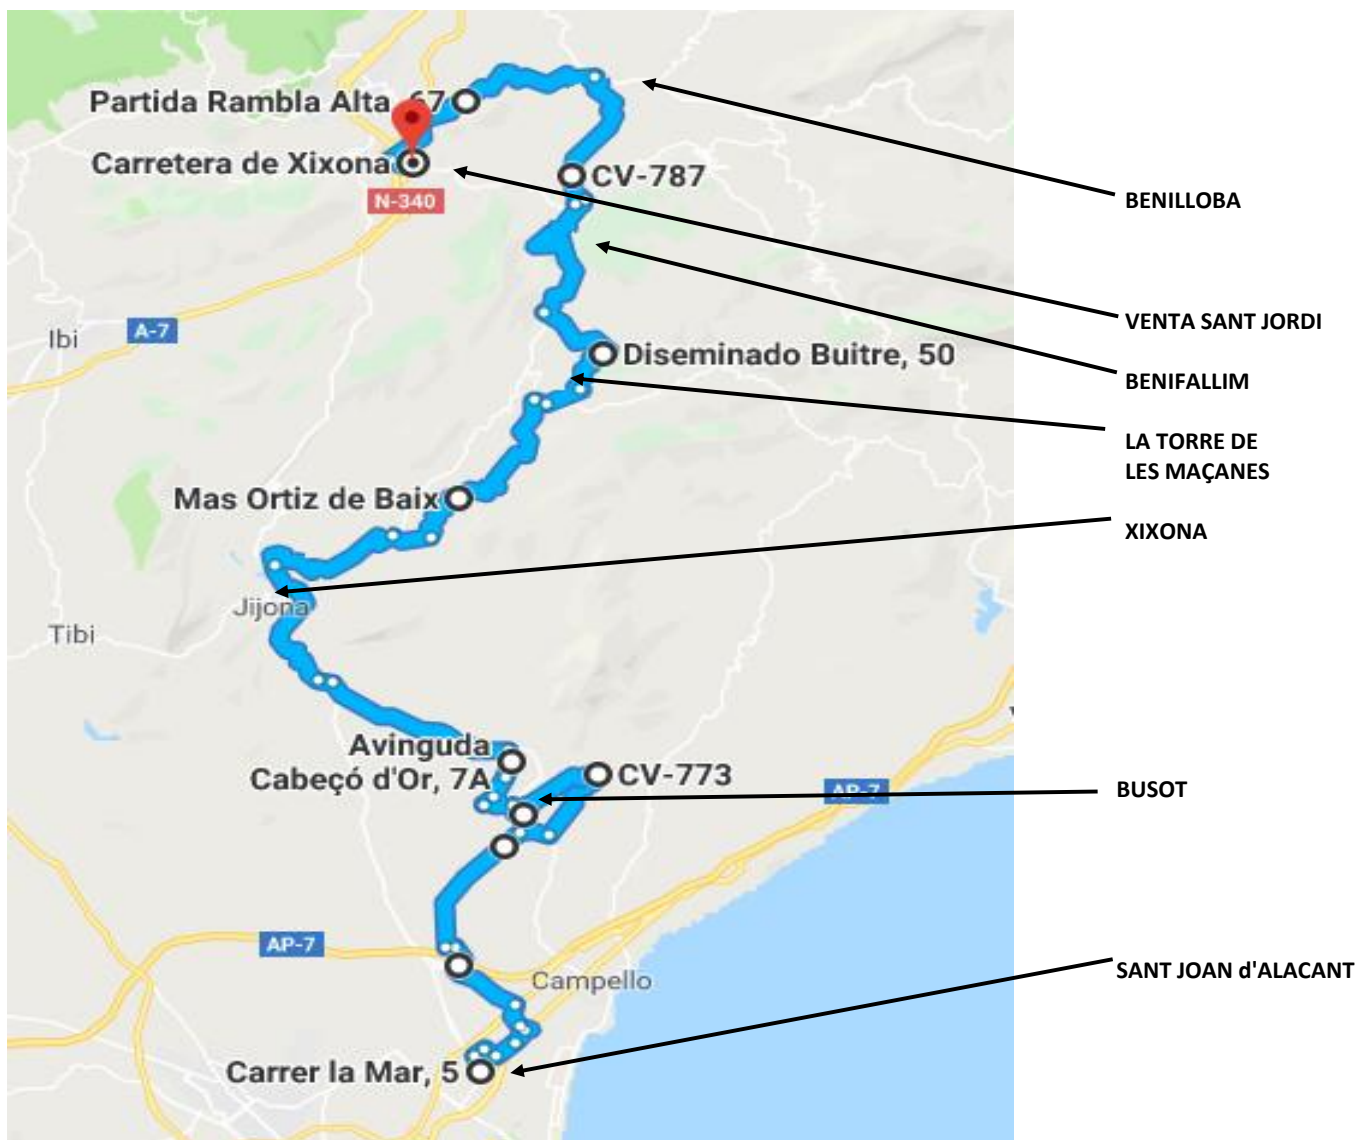 Partida Rambla Alta, 67
Carretera de Xixona
N-340
CV-787
BENILLOBA
VENTA SANT JORDI
A-7
Ibi
Diseminado Buitre, 50
BENIFALLIM
LA TORRE DE
LES MAÇANES
Mas Ortiz de Baix
XIXONA
Jijona
Tibi
Avinguda
Cabeçó d'Or, 7A
CV-773
AP-7
BUSOT
AP-7
Campello
SANT JOAN d'ALACANT
Carrer la Mar, 5